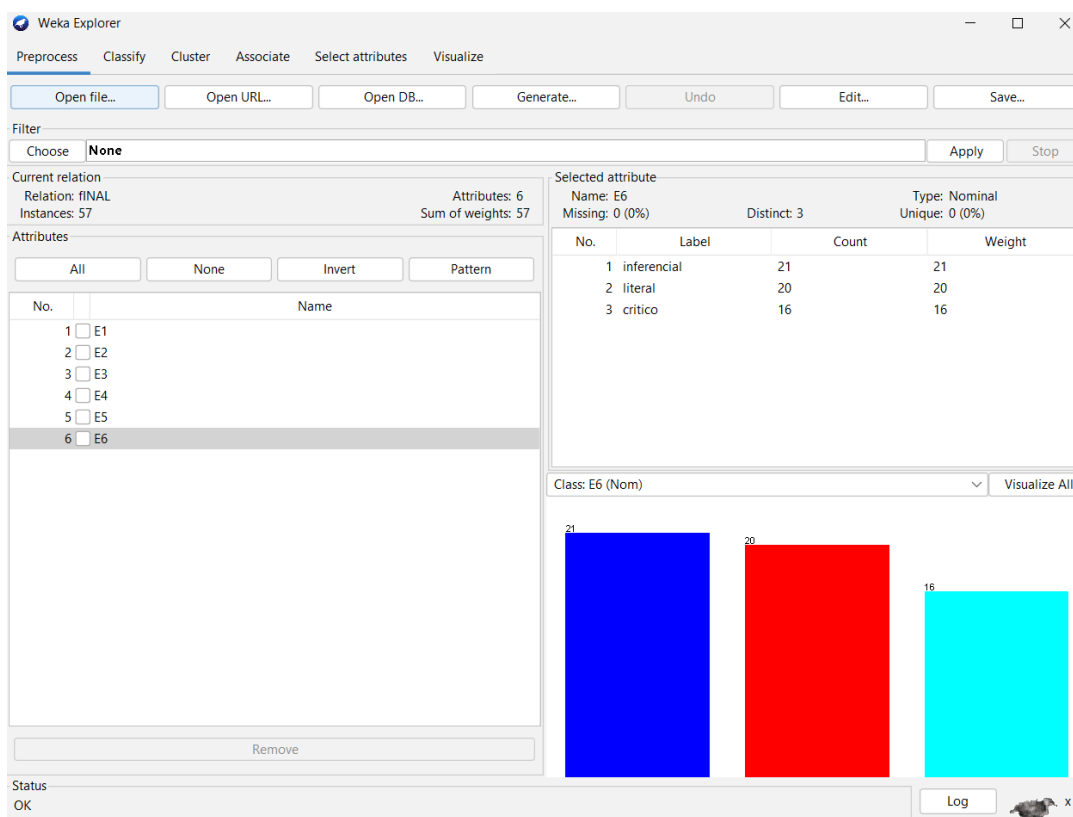 Weka Explorer
Preprocess Classify Cluster Associate Select attributes Visualize
Open file... Open URL... Open DB... Generate... Undo Edit... Save...
Filter
Choose None Apply Stop
Current relation
Relation: fINAL Attributes: 6
Instances: 57 Sum of weights: 57
Selected attribute
Name: E6 Type: Nominal
Missing: 0 (0%) Distinct: 3 Unique: 0 (0%)
Attributes
All None Invert Pattern
No. Name
1 E1
2 E2
3 E3
4 E4
5 E5
6 E6
Remove
No. Label Count Weight
1 inferencial 21 21
2 literal 20 20
3 critico 16 16
Class: E6 (Nom) Visualize All
21
20
16
Status
OK
Log x